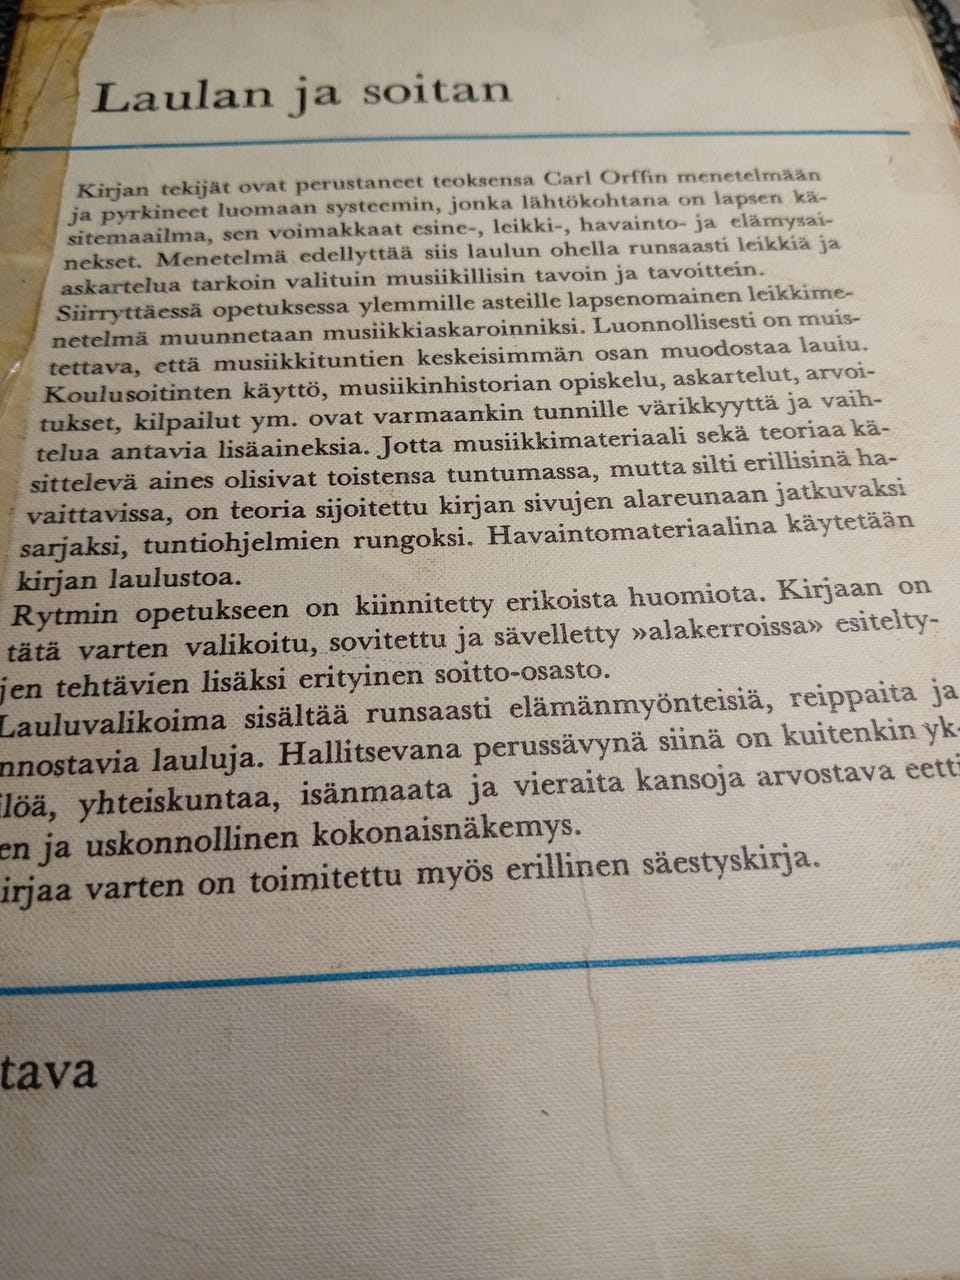 Laulan ja soitan
Kirjan tekijät ovat perustaneet teoksensa Carl Orffin menetelmään
ja pyrkineet luomaan systeemin, jonka lähtökohtana on lapsen kä-
sitemaailma, sen voimakkaat esine-, leikki-, havainto- ja elämysai-
nekset. Menetelmä edellyttää siis laulun ohella runsaasti leikkiä ja
askartelua tarkoin valituin musiikillisin tavoin ja tavoittein.
Siirryttäessä opetuksessa ylemmille asteille lapsenomainen leikkime-
netelmä muunnetaan musiikkiaskaroinniksi. Luonnollisesti on muis-
tettava, että musiikkituntien keskeisimmän osan muodostaa laulu.
Koulusoitinten käyttö, musiikinhistorian opiskelu, askartelut, arvoi-
tukset, kilpailut ym. ovat varmaankin tunnille värikkyyttä ja vaih-
telua antavia lisäaineksia. Jotta musiikkimateriaali sekä teoriaa kä-
sittelevä aines olisivat toistensa tuntumassa, mutta silti erillisinä ha-
vaittavissa, on teoria sijoitettu kirjan sivujen alareunaan jatkuvaksi
sarjaksi, tuntiohjelmien rungoksi. Havaintomateriaalina käytetään
kirjan laulustoa.
Rytmin opetukseen on kiinnitetty erikoista huomiota. Kirjaan on
tätä varten valikoitu, sovitettu ja sävelletty »alakerroissa» esitelty-
jen tehtävien lisäksi erityinen soitto-osasto.
Lauluvalikoima sisältää runsaasti elämänmyönteisiä, reippaita ja
nnostavia lauluja. Hallitsevana perussävynä siinä on kuitenkin yk-
ilöä, yhteiskuntaa, isänmaata ja vieraita kansoja arvostava eetti
en ja uskonnollinen kokonaisnäkemys.
irjaa varten on toimitettu myös erillinen säestyskirja.
tava